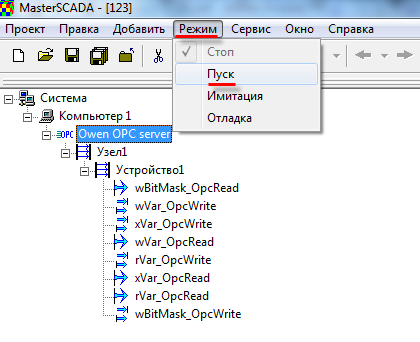 MasterSCADA - [123]
Проект Правка Добавить Режим Сервис Окно Справка
Стоп
Пуск
Имитация
Отладка
Система
Компьютер 1
OPC Owen OPC server
Узел1
Устройство1
wBitMask_OpcRead
wVar_OpcWrite
xVar_OpcWrite
wVar_OpcRead
rVar_OpcWrite
xVar_OpcRead
rVar_OpcRead
wBitMask_OpcWrite